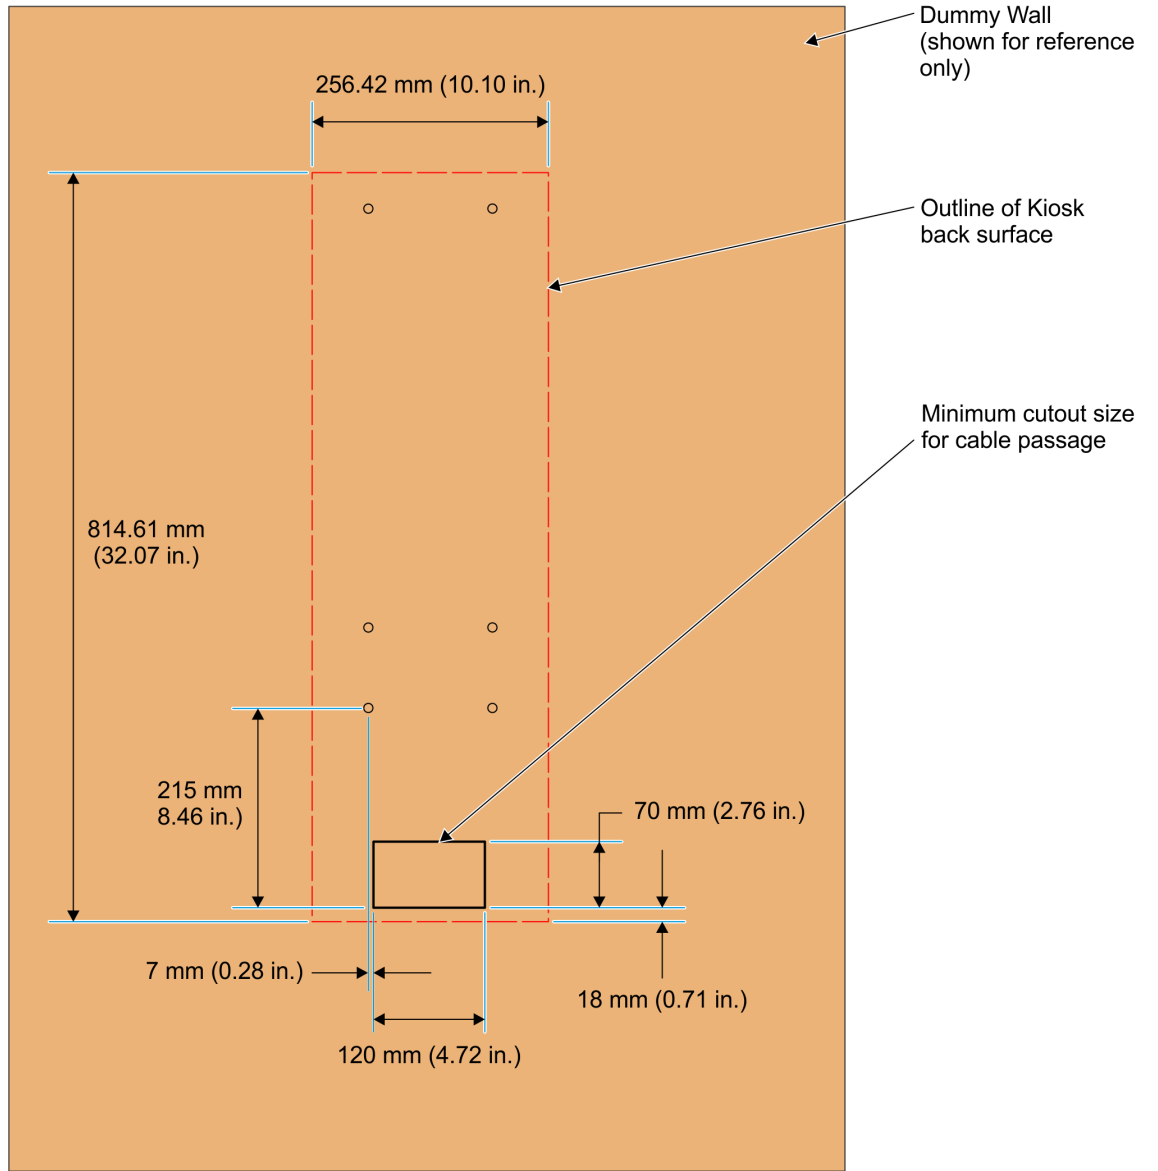 Dummy Wall
(shown for reference
only)
256.42 mm (10.10 in.)
Outline of Kiosk
back surface
Minimum cutout size
for cable passage
814.61 mm
(32.07 in.)
215 mm
8.46 in.)
70 mm (2.76 in.)
7 mm (0.28 in.)
18 mm (0.71 in.)
120 mm (4.72 in.)